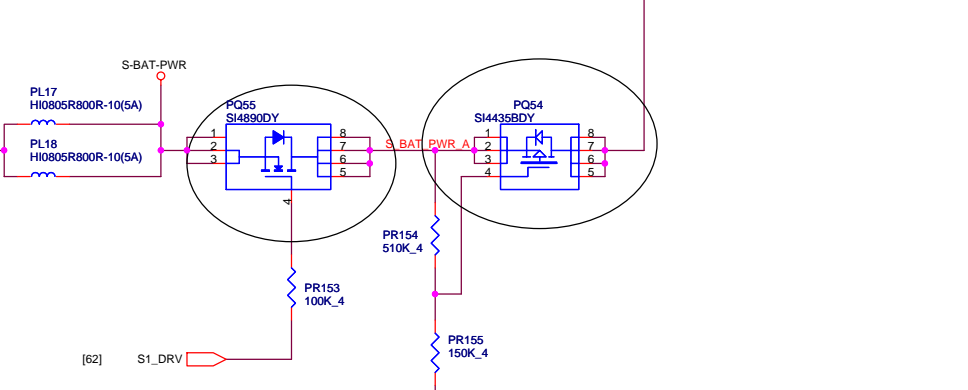 S-BAT-PWR
PL17
HI0805R800R-10(5A)
PL18
HI0805R800R-10(5A)
PQ55
SI4890DY
1
2
3
8
7
6
5
4
S_BAT_PWR_A
PQ54
SI4435BDY
1
2
3
4
8
7
6
5
PR154
510K_4
PR153
100K_4
PR155
150K_4
[62]
S1_DRV